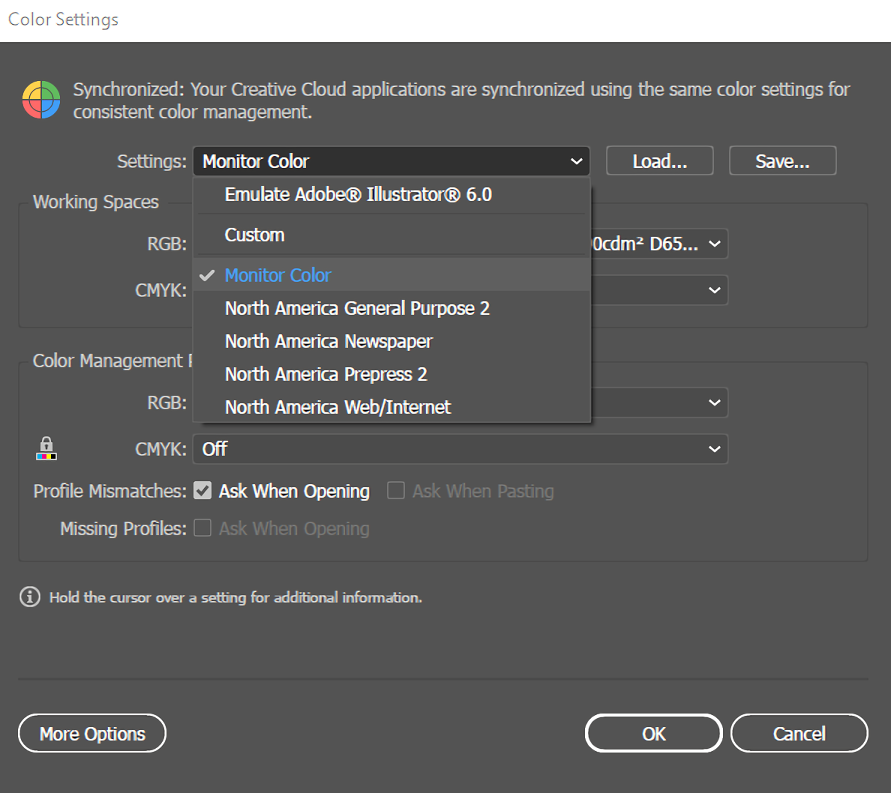 Color Settings
Synchronized: Your Creative Cloud applications are synchronized using the same color settings for
consistent color management.
Settings: Monitor Color Load... Save...
Emulate Adobe® Illustrator® 6.0
Working Spaces
Custom
RGB: 0cdm² D65...
Monitor Color
CMYK:
North America General Purpose 2
North America Newspaper
Color Management
North America Prepress 2
RGB:
North America Web/Internet
CMYK: Off
Profile Mismatches: Ask When Opening Ask When Pasting
Missing Profiles: Ask When Opening
Hold the cursor over a setting for additional information.
More Options OK Cancel